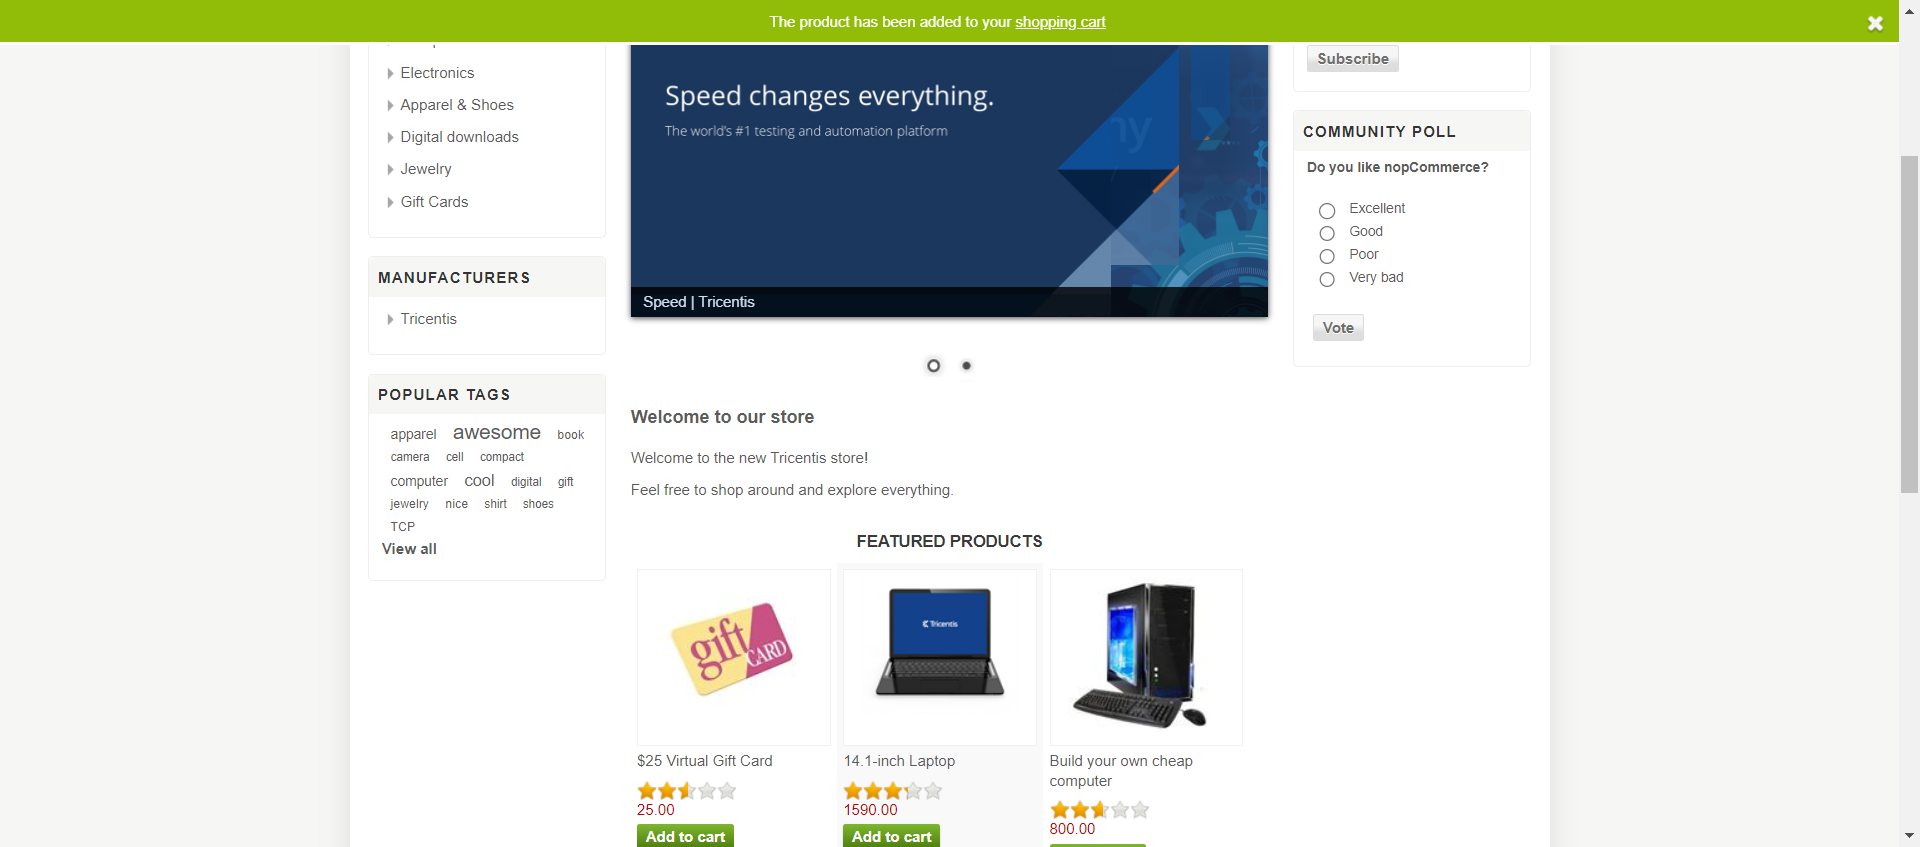 The product has been added to your shopping cart
Electronics
Apparel & Shoes
Digital downloads
Jewelry
Gift Cards
MANUFACTURERS
Tricentis
POPULAR TAGS
apparel awesome book
camera cell compact
computer cool digital gift
jewelry nice shirt shoes
TCP
View all
Speed changes everything.
The world's #1 testing and automation platform
Speed | Tricentis
Welcome to our store
Welcome to the new Tricentis store!
Feel free to shop around and explore everything.
FEATURED PRODUCTS
gift CARD
Tricentis
$25 Virtual Gift Card
25.00
Add to cart
14.1-inch Laptop
1590.00
Add to cart
Build your own cheap
computer
800.00
Subscribe
COMMUNITY POLL
Do you like nopCommerce?
Excellent
Good
Poor
Very bad
Vote